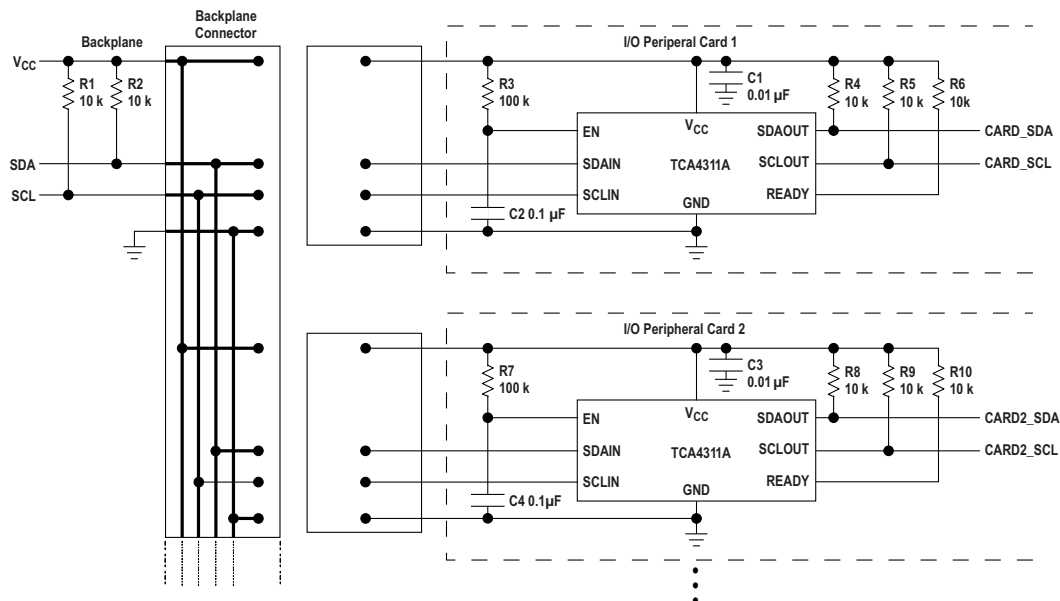 Backplane
Connector
Backplane
VCC
R1
10 k
R2
10 k
SDA
SCL
I/O Periperal Card 1
R3
100 k
C1
0.01 µF
R4
10 k
R5
10 k
R6
10k
EN
VCC
SDAOUT
CARD_SDA
SDAIN
TCA4311A
SCLOUT
CARD_SCL
SCLIN
GND
READY
C2 0.1 µF
I/O Peripheral Card 2
R7
100 k
C3
0.01 µF
R8
10 k
R9
10 k
R10
10 k
EN
VCC
SDAOUT
CARD2_SDA
SDAIN
TCA4311A
SCLOUT
CARD2_SCL
SCLIN
GND
READY
C4 0.1µF